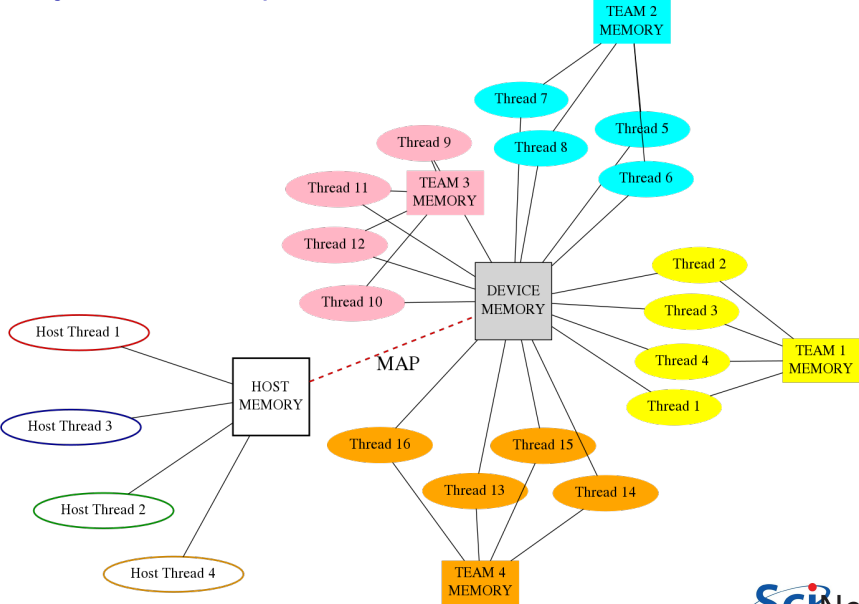 TEAM 2
MEMORY
Thread 7
Thread 5
Thread 8
Thread 9
Thread 6
Thread 11
TEAM 3
MEMORY
Thread 12
Thread 2
DEVICE
MEMORY
Thread 10
Thread 3
Host Thread 1
MAP
Thread 4
TEAM 1
MEMORY
HOST
MEMORY
Thread 1
Host Thread 3
Thread 16
Thread 15
Thread 13
Thread 14
Host Thread 2
Host Thread 4
TEAM 4
MEMORY